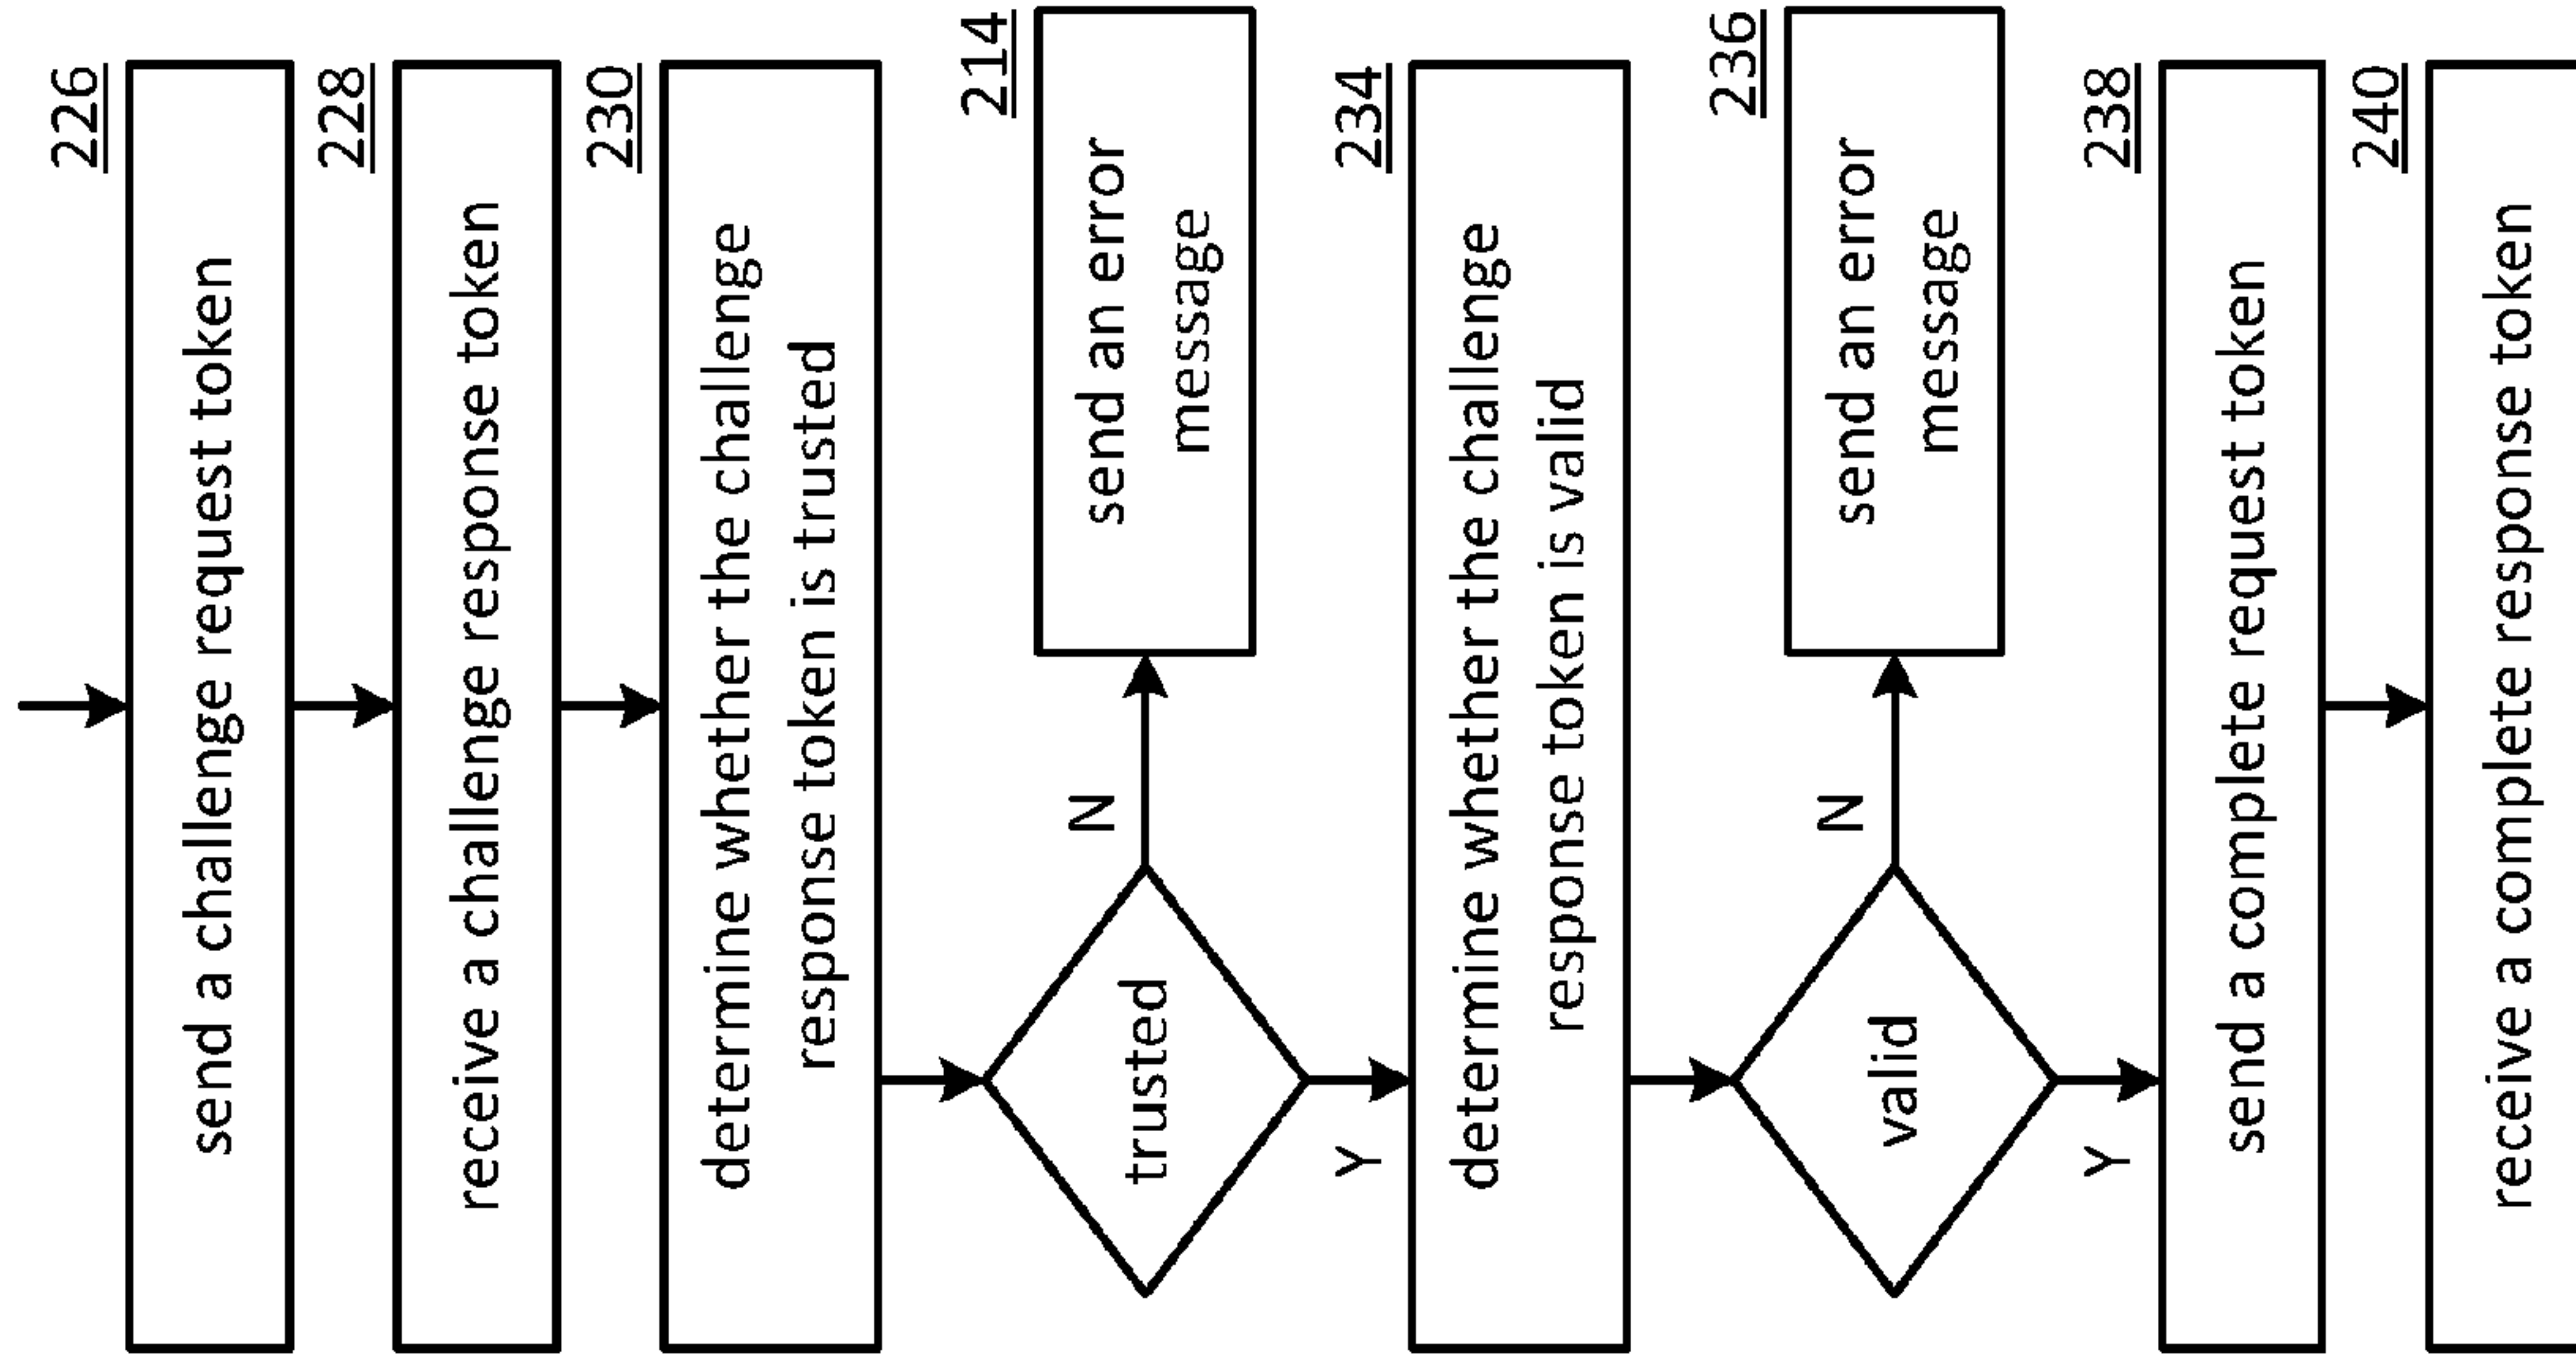 226
send a challenge request token
228
receive a challenge response token
230
determine whether the challenge
response token is trusted
214
send an error
message
N
trusted
Y
234
determine whether the challenge
response token is valid
236
send an error
message
N
valid
Y
238
send a complete request token
240
receive a complete response token